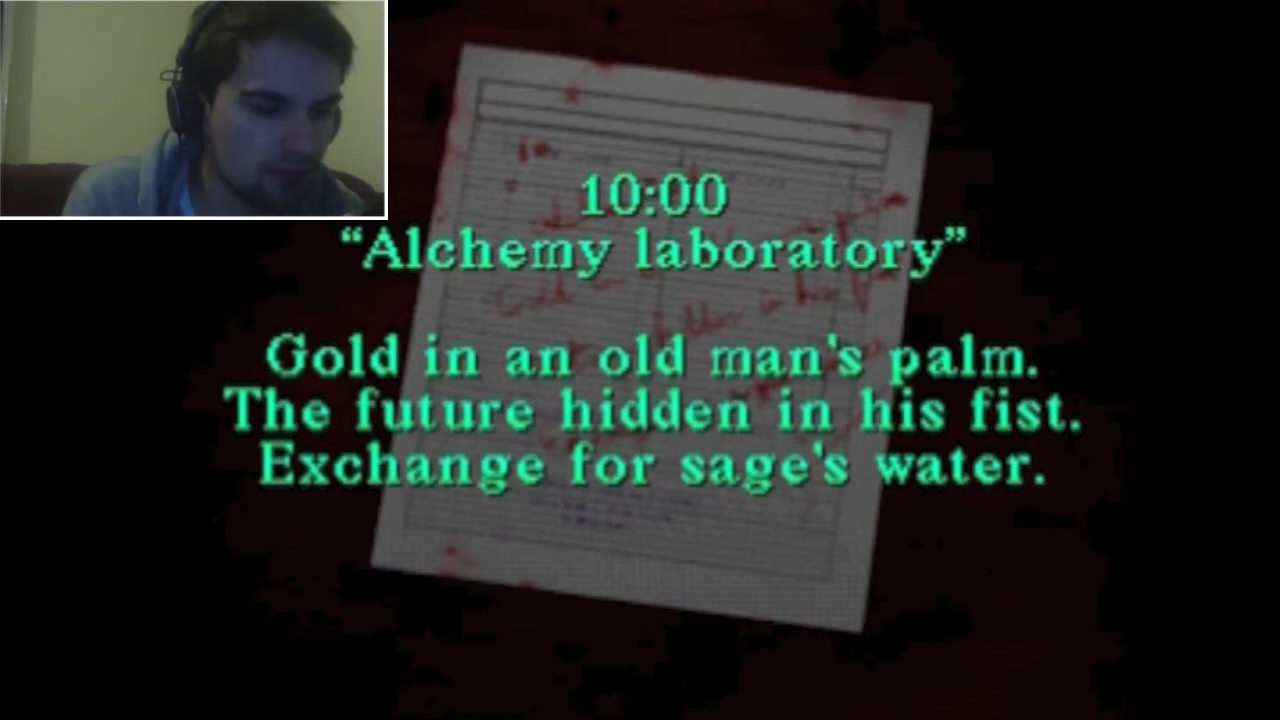 10:00
“Alchemy laboratory”
Gold in an old man's palm.
The future hidden in his fist.
Exchange for sage's water.